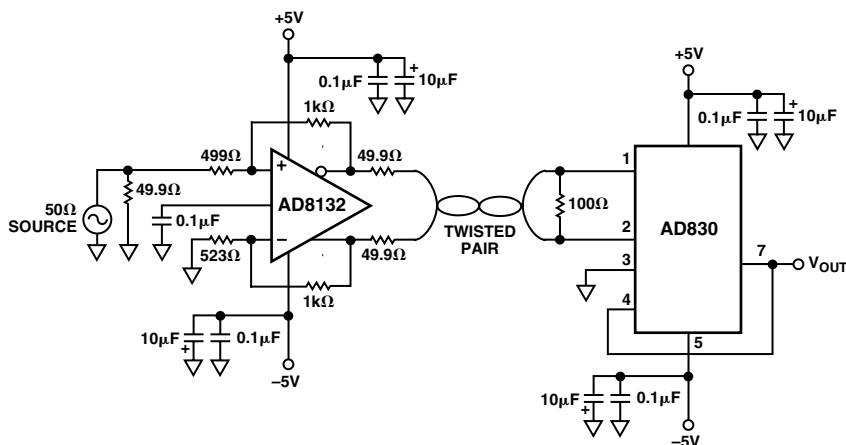 +5V
0.1μF
10μF
+
1kΩ
499Ω
49.9Ω
49.9Ω
50Ω
SOURCE
0.1μF
+
AD8132
−
523Ω
49.9Ω
1kΩ
10μF
+
0.1μF
–5V
TWISTED
PAIR
100Ω
+5V
0.1μF
10μF
+
1
2
3
4
AD830
7
VOUT
5
10μF
+
0.1μF
–5V